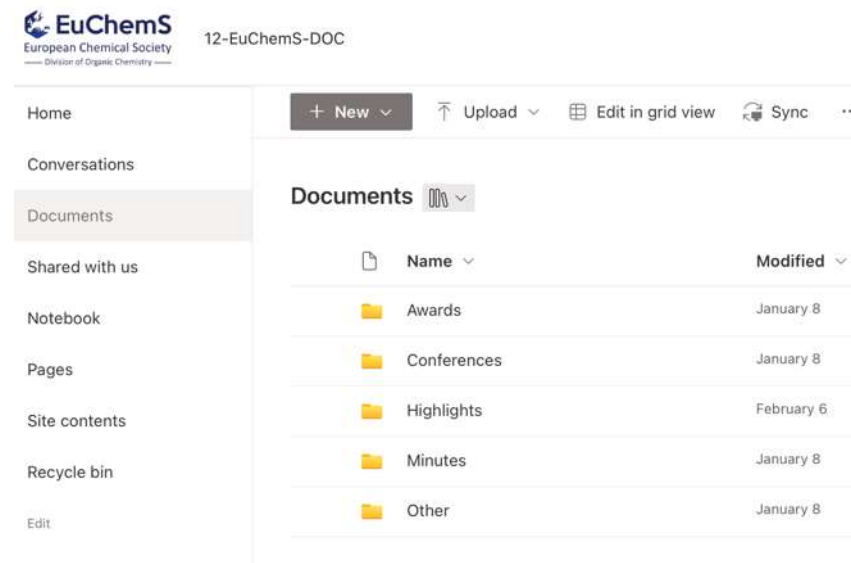 EuChemS
European Chemical Society
Division of Organic Chemistry
12-EuChemS-DOC
Home
Conversations
Documents
Shared with us
Notebook
Pages
Site contents
Recycle bin
Edit
+ New Upload Edit in grid view Sync ...
Documents
Name Modified
Awards January 8
Conferences January 8
Highlights February 6
Minutes January 8
Other January 8